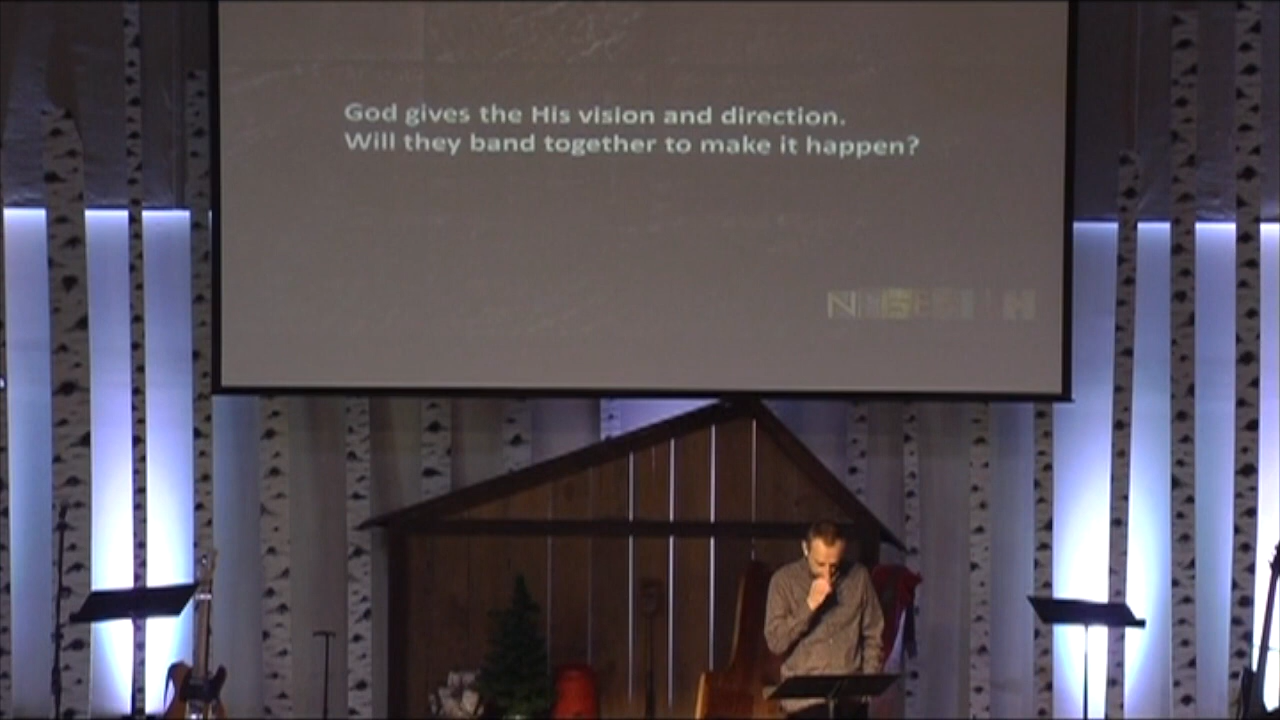 God gives the His vision and direction.
Will they band together to make it happen?